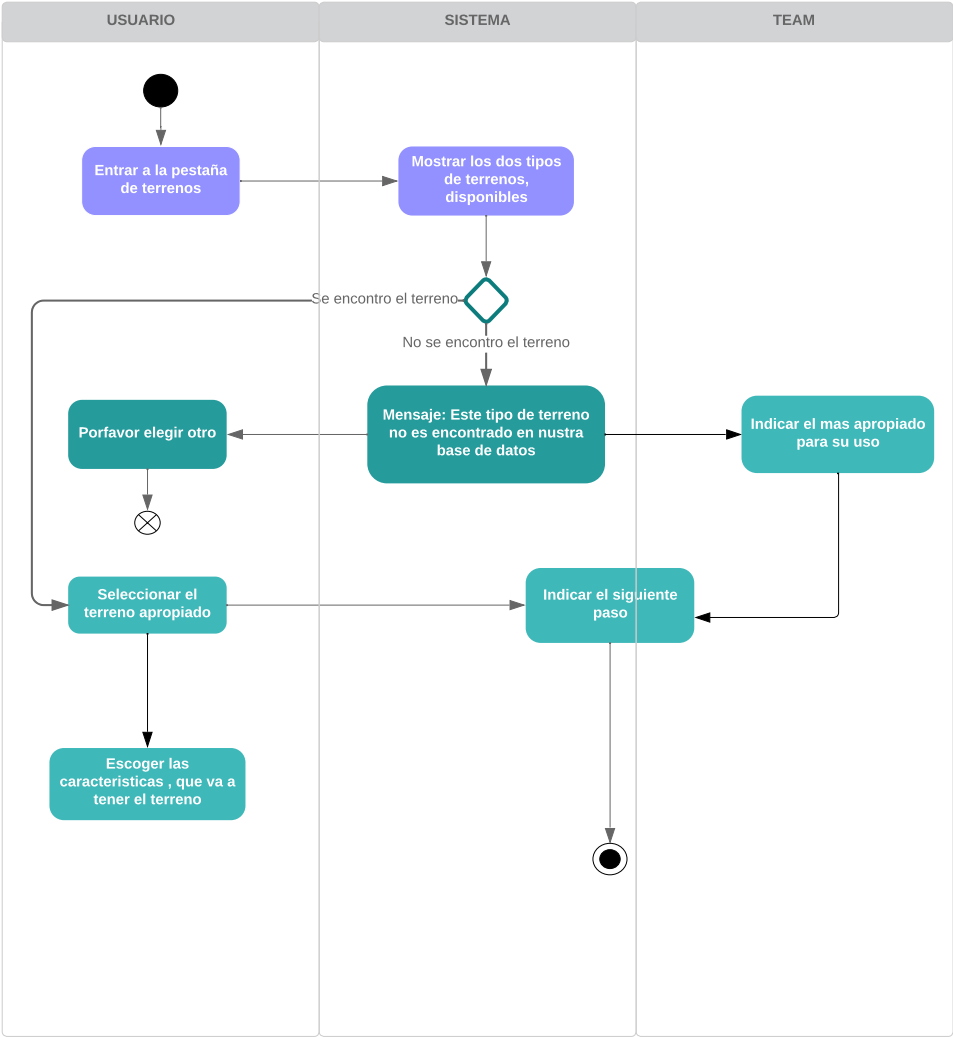 USUARIO
SISTEMA
TEAM
Entrar a la pestaña
de terrenos
Mostrar los dos tipos
de terrenos,
disponibles
Se encontro el terreno
No se encontro el terreno
Porfavor elegir otro
Mensaje: Este tipo de terreno
no es encontrado en nustra
base de datos
Indicar el mas apropiado
para su uso
Seleccionar el
terreno apropiado
Indicar el siguiente
paso
Escoger las
caracteristicas , que va a
tener el terreno